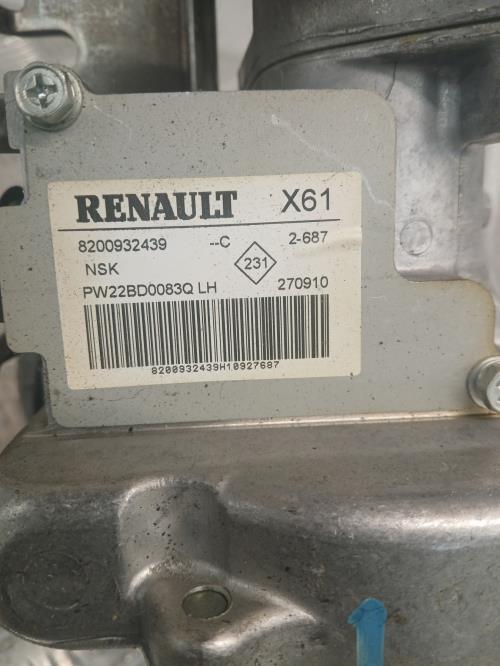 RENAULT X61
8200932439 --C 2-687
NSK 231
PW22BD0083Q LH 270910
8200932439H10927687